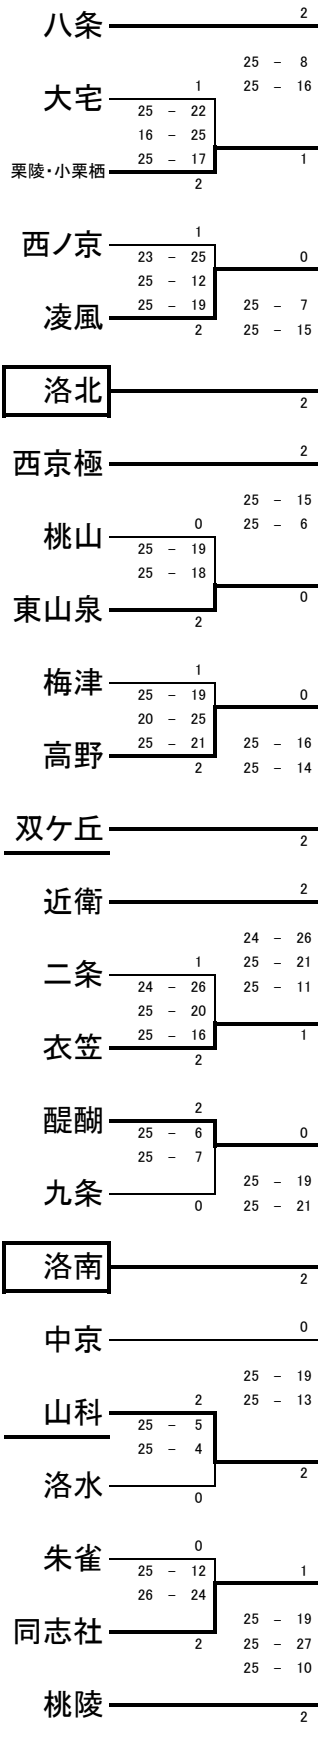 八条 2
25 – 8
大宅 1 25 – 16
25 – 22
16 – 25
25 – 17 1
栗陵・小栗栖
2
西ノ京 1
23 – 25 0
25 – 12
25 – 19 25 – 7
凌風 2 25 – 15
洛北
2
西京極 2
25 – 15
桃山 0 25 – 6
25 – 19
25 – 18
東山泉 2 0
梅津 1
25 – 19 0
20 – 25
25 – 21 25 – 16
高野 2 25 – 14
双ケ丘
2
近衛 2
24 – 26
二条 1 25 – 21
24 – 26 25 – 11
25 – 20
25 – 16 1
衣笠 2
醍醐 2
25 – 6 0
25 – 7
25 – 19
九条 0 25 – 21
洛南
2
中京 0
25 – 19
山科 2 25 – 13
25 – 5
25 – 4
2
洛水 0
朱雀 0
25 – 12 1
26 – 24
25 – 19
同志社 2 25 – 27
25 – 10
桃陵 2